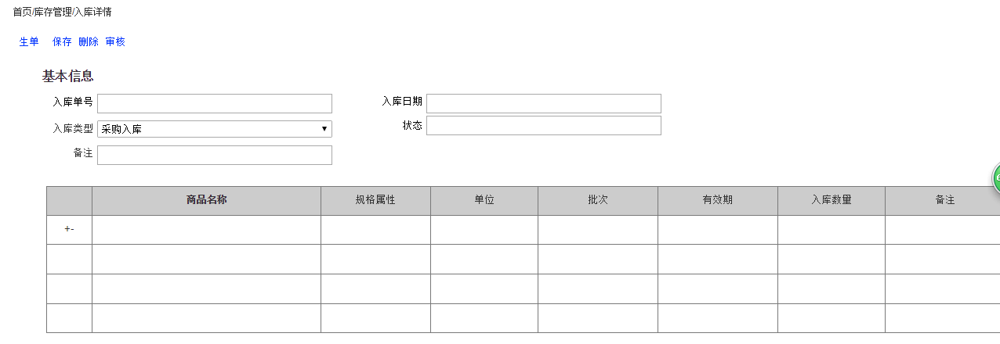 首页/库存管理/入库详情
生单 保存 删除 审核
基本信息
入库单号 入库日期
入库类型 采购入库 状态
备注
商品名称 规格属性 单位 批次 有效期 入库数量 备注
+-